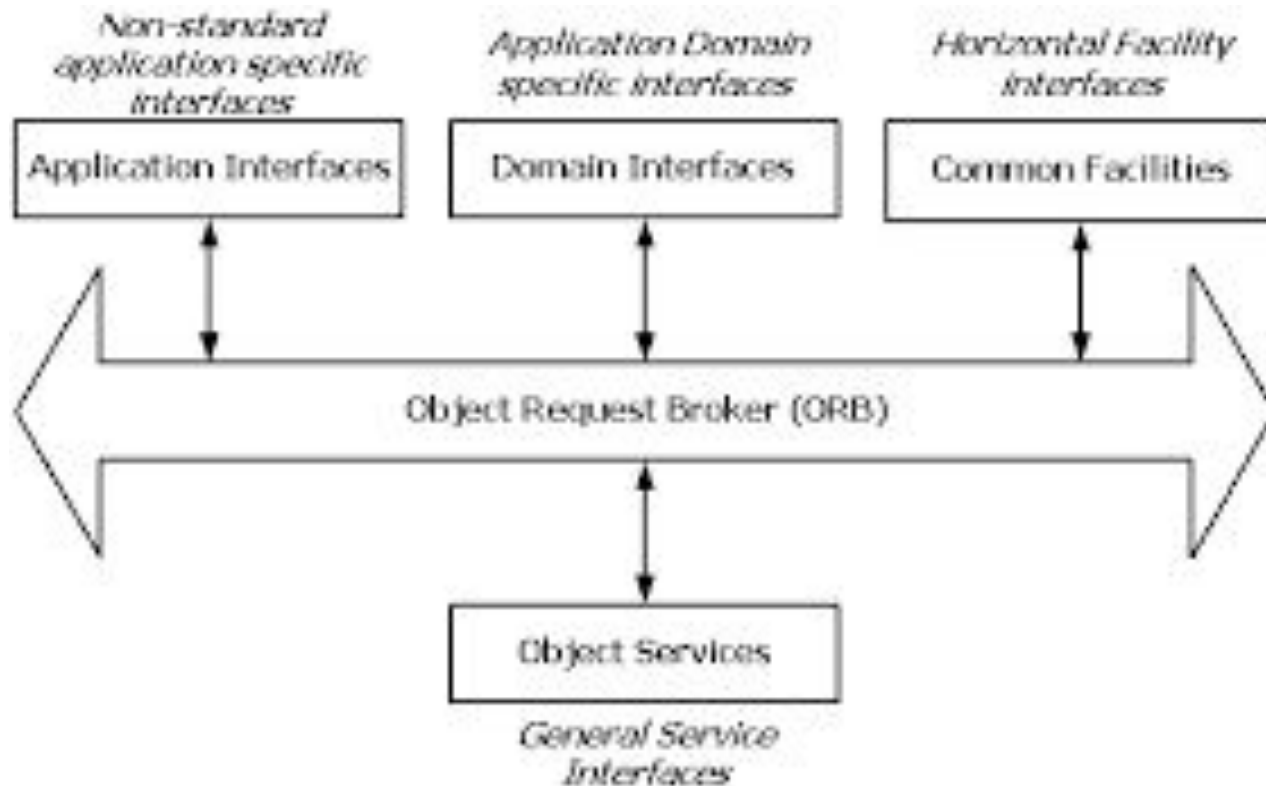 Non-standard
application specific
interfaces
Application Domain
specific interfaces
Horizontal Facility
interfaces
Application Interfaces
Domain Interfaces
Common Facilities
Object Request Broker (ORB)
Object Services
General Service
Interfaces